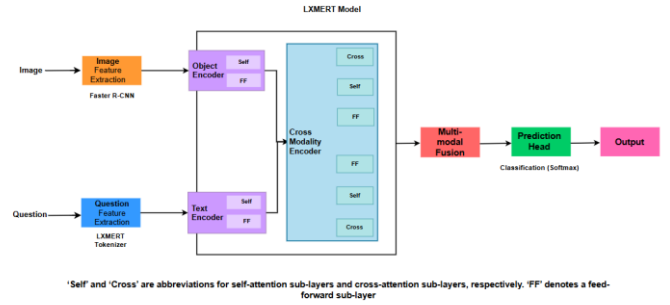 LXMERT Model
Image
Image
Feature
Extraction
Faster R-CNN
Object
Encoder
Self
FF
Cross
Self
FF
Cross
Modality
Encoder
FF
Self
Cross
Multi-
modal
Fusion
Prediction
Head
Classification (Softmax)
Output
Question
Question
Feature
Extraction
LXMERT
Tokenizer
Text
Encoder
Self
FF
'Self' and 'Cross' are abbreviations for self-attention sub-layers and cross-attention sub-layers, respectively. 'FF' denotes a feed-
forward sub-layer